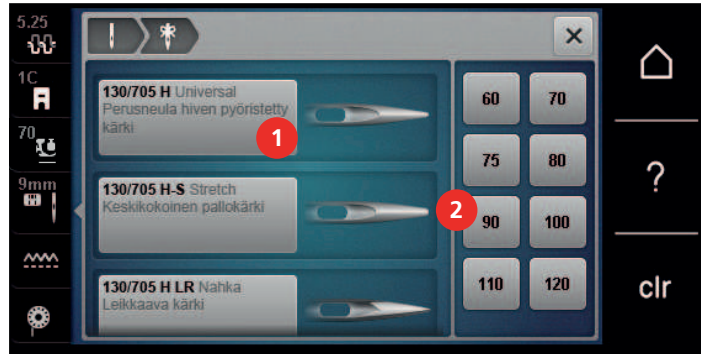 5.25
1C
70
9mm
130/705 H Universal
Perusneula hiven pyöristetty
kärki
1
130/705 H-S Stretch
Keskikokoinen pallokärki
2
130/705 H LR Nahka
Leikkaava kärki
60 70
75 80
90 100
110 120
?
clr